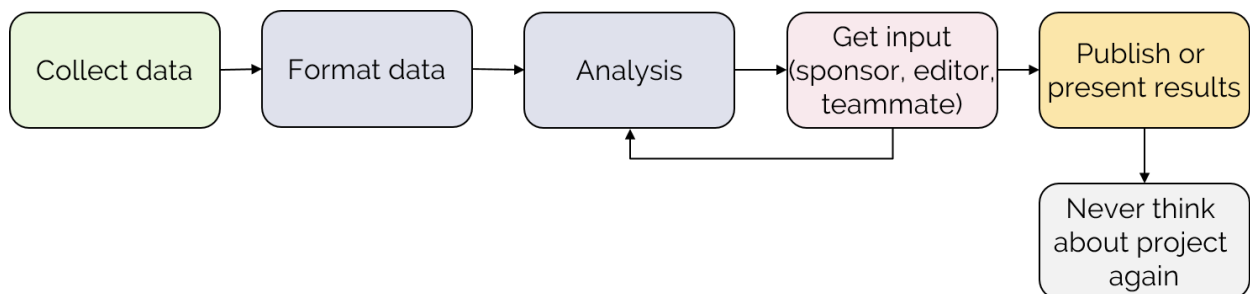 Collect data
Format data
Analysis
Get input
(sponsor, editor,
teammate)
Publish or
present results
Never think
about project
again